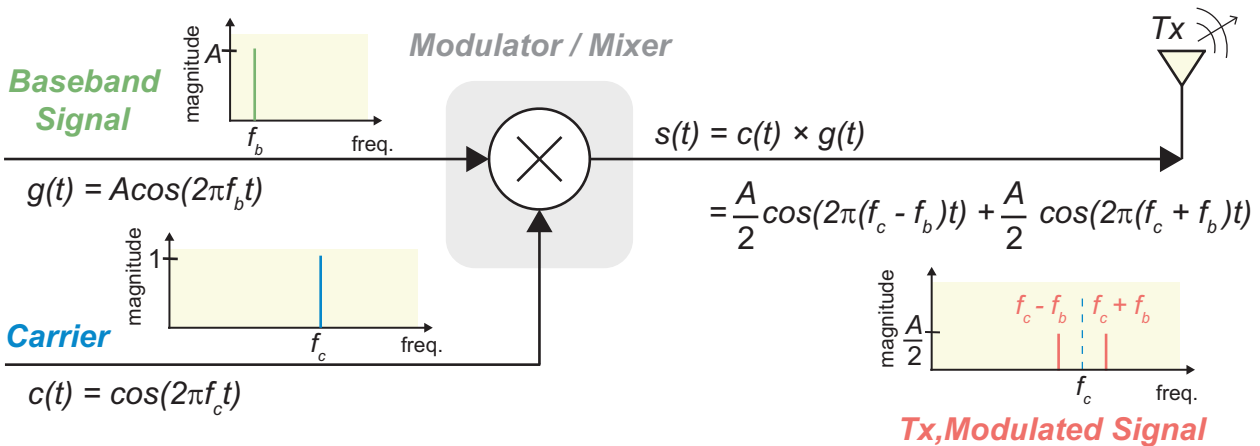 Modulator / Mixer
Tx
Baseband
Signal
magnitude
A
f_b
freq.
g(t) = Acos(2πf_bt)
s(t) = c(t) × g(t)
= A/2 cos(2π(f_c - f_b)t) + A/2 cos(2π(f_c + f_b)t)
magnitude
1
f_c
freq.
Carrier
c(t) = cos(2πf_ct)
magnitude
A/2
f_c - f_b
f_c + f_b
f_c
freq.
Tx,Modulated Signal